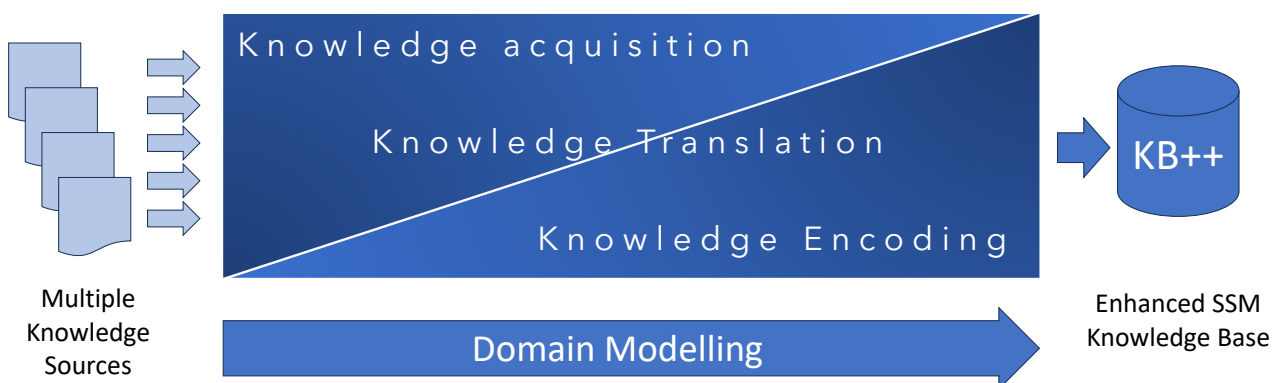 Knowledge acquisition
Knowledge Translation
Knowledge Encoding
KB++
Multiple
Knowledge
Sources
Domain Modelling
Enhanced SSM
Knowledge Base